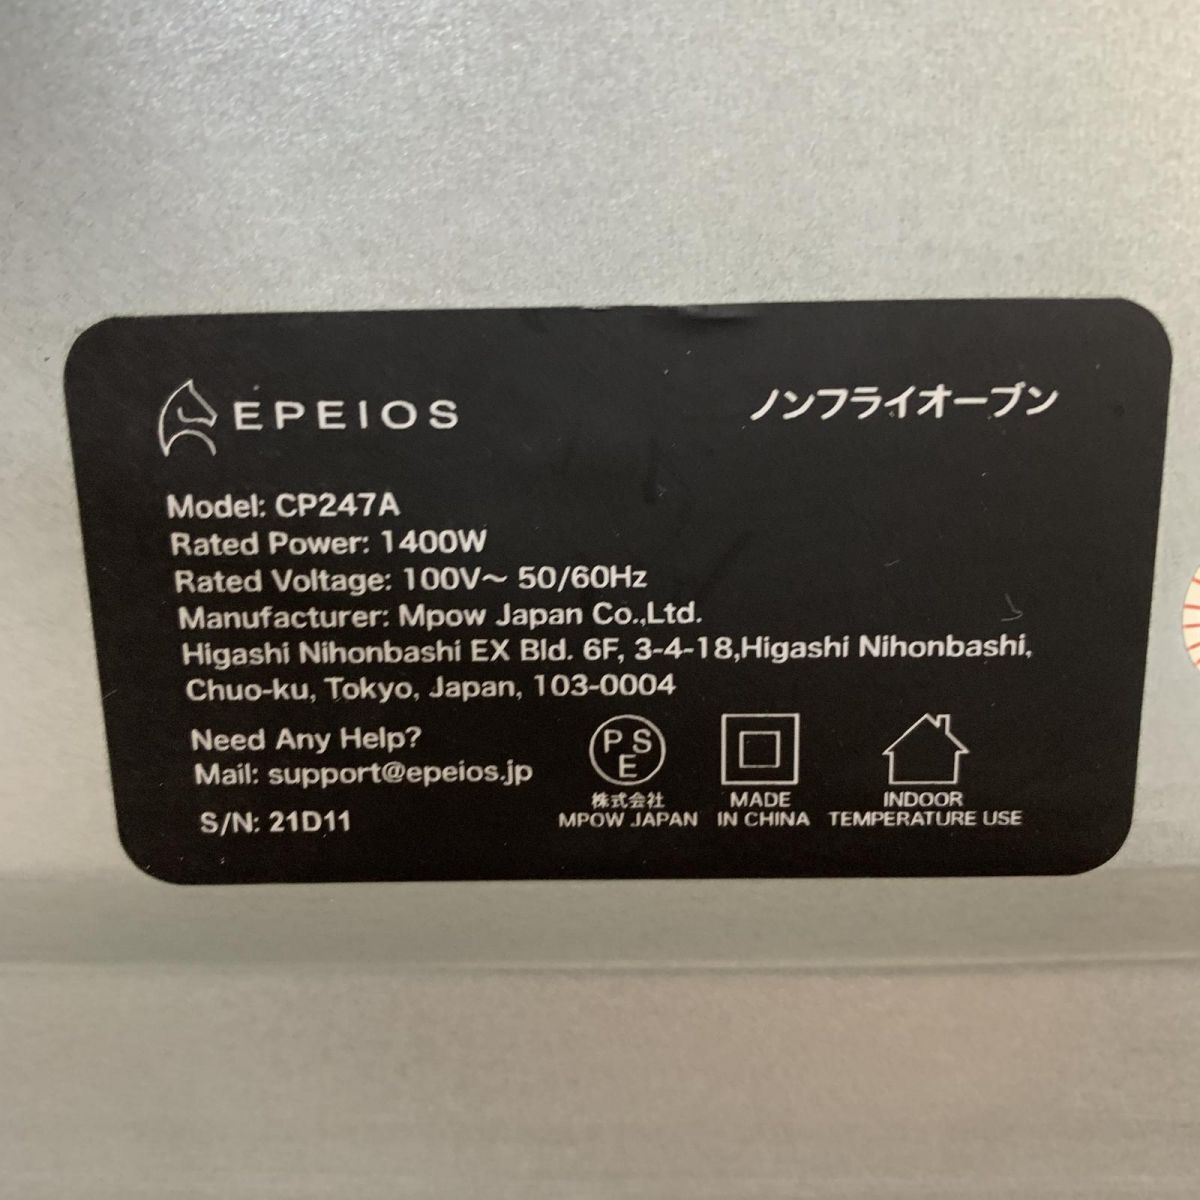 EPEIOS
ノンフライオーブン
Model: CP247A
Rated Power: 1400W
Rated Voltage: 100V～ 50/60Hz
Manufacturer: Mpow Japan Co.,Ltd.
Higashi Nihonbashi EX Bld. 6F, 3-4-18,Higashi Nihonbashi,
Chuo-ku, Tokyo, Japan, 103-0004
Need Any Help?
Mail: support@epeios.jp
S/N: 21D11
PSE
株式会社
MPOW JAPAN
MADE
IN CHINA
INDOOR
TEMPERATURE USE